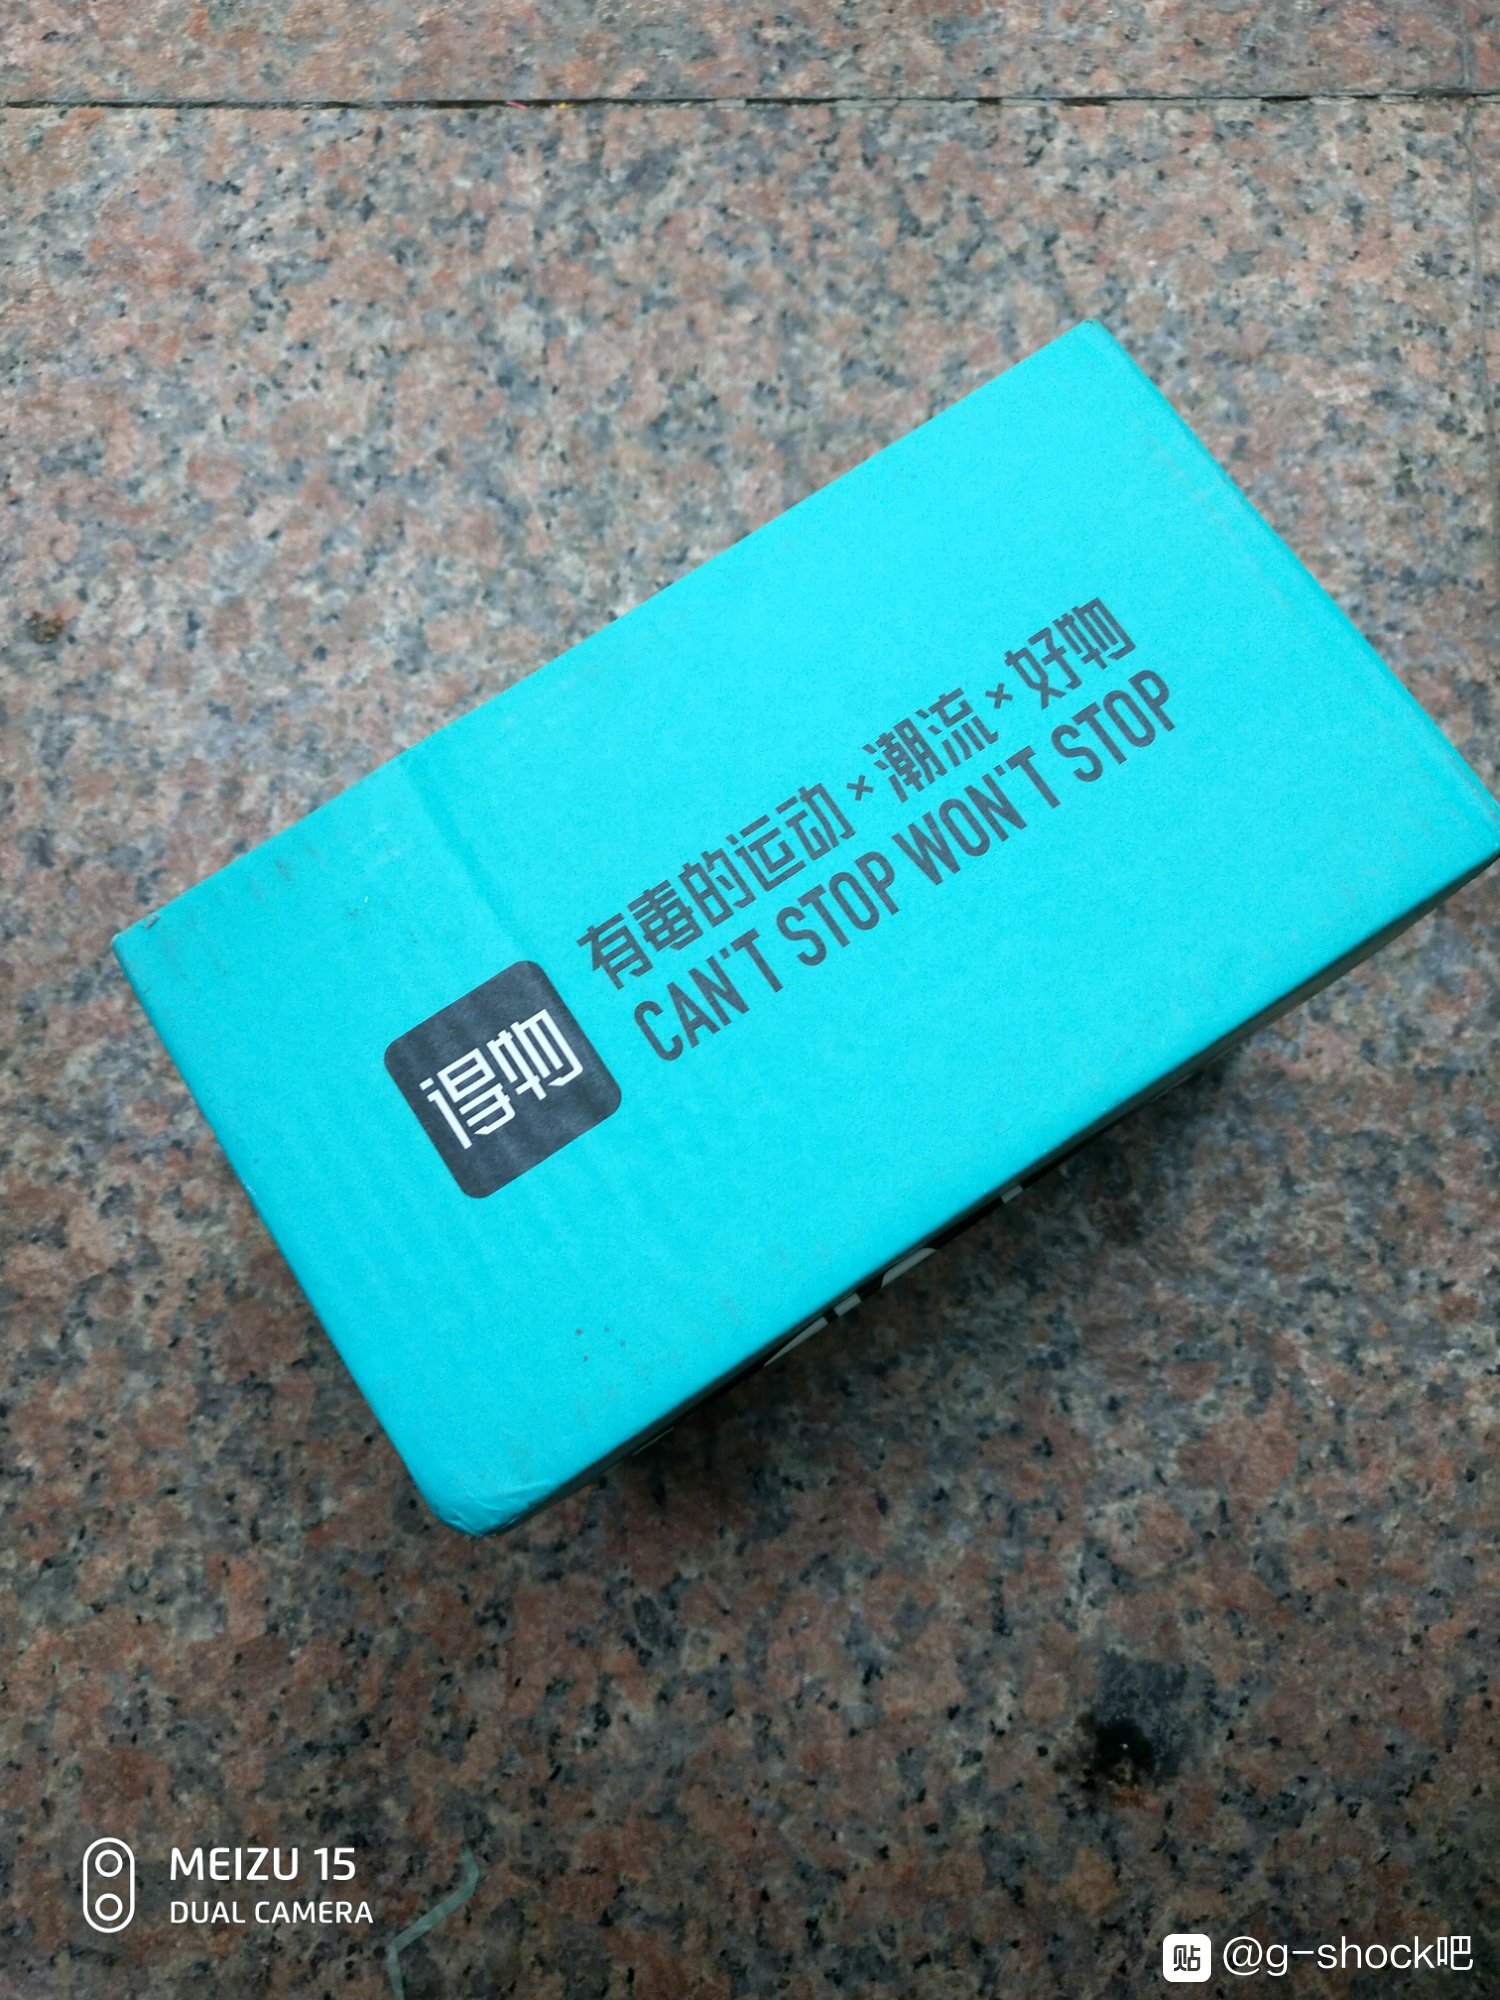 得物
有毒的运动×潮流×好物
CAN'T STOP WON'T STOP
MEIZU 15
DUAL CAMERA
贴 @g-shock吧